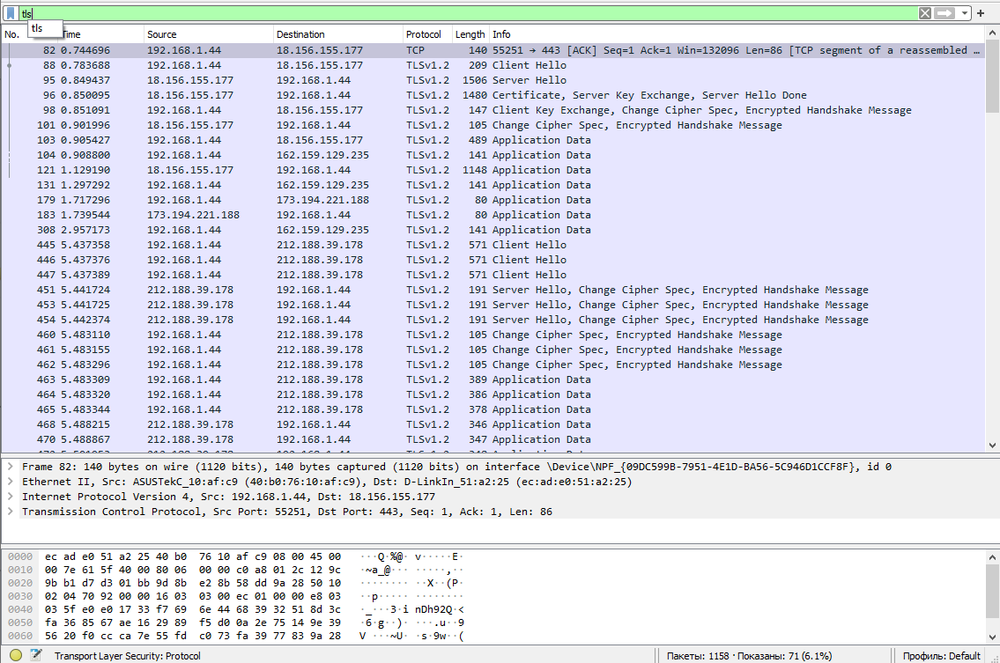 tls
tls
No. Time Source Destination Protocol Length Info
82 0.744696 192.168.1.44 18.156.155.177 TCP 140 55251 → 443 [ACK] Seq=1 Ack=1 Win=132096 Len=86 [TCP segment of a reassembled …
88 0.783688 192.168.1.44 18.156.155.177 TLSv1.2 209 Client Hello
95 0.849437 18.156.155.177 192.168.1.44 TLSv1.2 1506 Server Hello
96 0.850095 18.156.155.177 192.168.1.44 TLSv1.2 1480 Certificate, Server Key Exchange, Server Hello Done
98 0.851091 192.168.1.44 18.156.155.177 TLSv1.2 147 Client Key Exchange, Change Cipher Spec, Encrypted Handshake Message
101 0.901996 18.156.155.177 192.168.1.44 TLSv1.2 105 Change Cipher Spec, Encrypted Handshake Message
103 0.905427 192.168.1.44 18.156.155.177 TLSv1.2 489 Application Data
104 0.908800 192.168.1.44 162.159.129.235 TLSv1.2 141 Application Data
121 1.129190 18.156.155.177 192.168.1.44 TLSv1.2 1148 Application Data
131 1.297292 192.168.1.44 162.159.129.235 TLSv1.2 141 Application Data
179 1.717296 192.168.1.44 173.194.221.188 TLSv1.2 80 Application Data
183 1.739544 173.194.221.188 192.168.1.44 TLSv1.2 80 Application Data
308 2.957173 192.168.1.44 162.159.129.235 TLSv1.2 141 Application Data
445 5.437358 192.168.1.44 212.188.39.178 TLSv1.2 571 Client Hello
446 5.437376 192.168.1.44 212.188.39.178 TLSv1.2 571 Client Hello
447 5.437389 192.168.1.44 212.188.39.178 TLSv1.2 571 Client Hello
451 5.441724 212.188.39.178 192.168.1.44 TLSv1.2 191 Server Hello, Change Cipher Spec, Encrypted Handshake Message
453 5.441725 212.188.39.178 192.168.1.44 TLSv1.2 191 Server Hello, Change Cipher Spec, Encrypted Handshake Message
454 5.442374 212.188.39.178 192.168.1.44 TLSv1.2 191 Server Hello, Change Cipher Spec, Encrypted Handshake Message
460 5.483110 192.168.1.44 212.188.39.178 TLSv1.2 105 Change Cipher Spec, Encrypted Handshake Message
461 5.483155 192.168.1.44 212.188.39.178 TLSv1.2 105 Change Cipher Spec, Encrypted Handshake Message
462 5.483296 192.168.1.44 212.188.39.178 TLSv1.2 105 Change Cipher Spec, Encrypted Handshake Message
463 5.483309 192.168.1.44 212.188.39.178 TLSv1.2 389 Application Data
464 5.483320 192.168.1.44 212.188.39.178 TLSv1.2 386 Application Data
465 5.483344 192.168.1.44 212.188.39.178 TLSv1.2 378 Application Data
468 5.488215 212.188.39.178 192.168.1.44 TLSv1.2 346 Application Data
470 5.488867 212.188.39.178 192.168.1.44 TLSv1.2 347 Application Data
Frame 82: 140 bytes on wire (1120 bits), 140 bytes captured (1120 bits) on interface \Device\NPF_{09DC599B-7951-4E1D-BA56-5C946D1CCF8F}, id 0
Ethernet II, Src: ASUSTekC_10:af:c9 (40:b0:76:10:af:c9), Dst: D-LinkIn_51:a2:25 (ec:ad:e0:51:a2:25)
Internet Protocol Version 4, Src: 192.168.1.44, Dst: 18.156.155.177
Transmission Control Protocol, Src Port: 55251, Dst Port: 443, Seq: 1, Ack: 1, Len: 86
0000 ec ad e0 51 a2 25 40 b0 76 10 af c9 08 00 45 00 ···Q·%@· v·····E·
0010 00 7e 61 5f 40 00 80 06 00 00 c0 a8 01 2c 12 9c ·~a_@··· ·····,··
0020 9b b1 d7 d3 01 bb 9d 8b e2 8b 58 dd 9a 28 50 10 ········ ··X··(P·
0030 02 04 70 92 00 00 16 03 03 00 ec 01 00 00 e8 03 ··p····· ········
0040 03 5f e0 e0 17 33 f7 69 6e 44 68 39 32 51 8d 3c ·_···3·i nDh92Q·<
0050 fa 36 85 67 ae 16 29 89 f5 d0 0a 2e 75 14 9e 39 ·6·g··)· ···.u··9
0060 56 20 f0 cc ca 7e 55 fd c0 73 fa 39 77 83 9a 28 V ···~U· ·s·9w··(
Transport Layer Security: Protocol Пакеты: 1158 · Показаны: 71 (6.1%) Профиль: Default